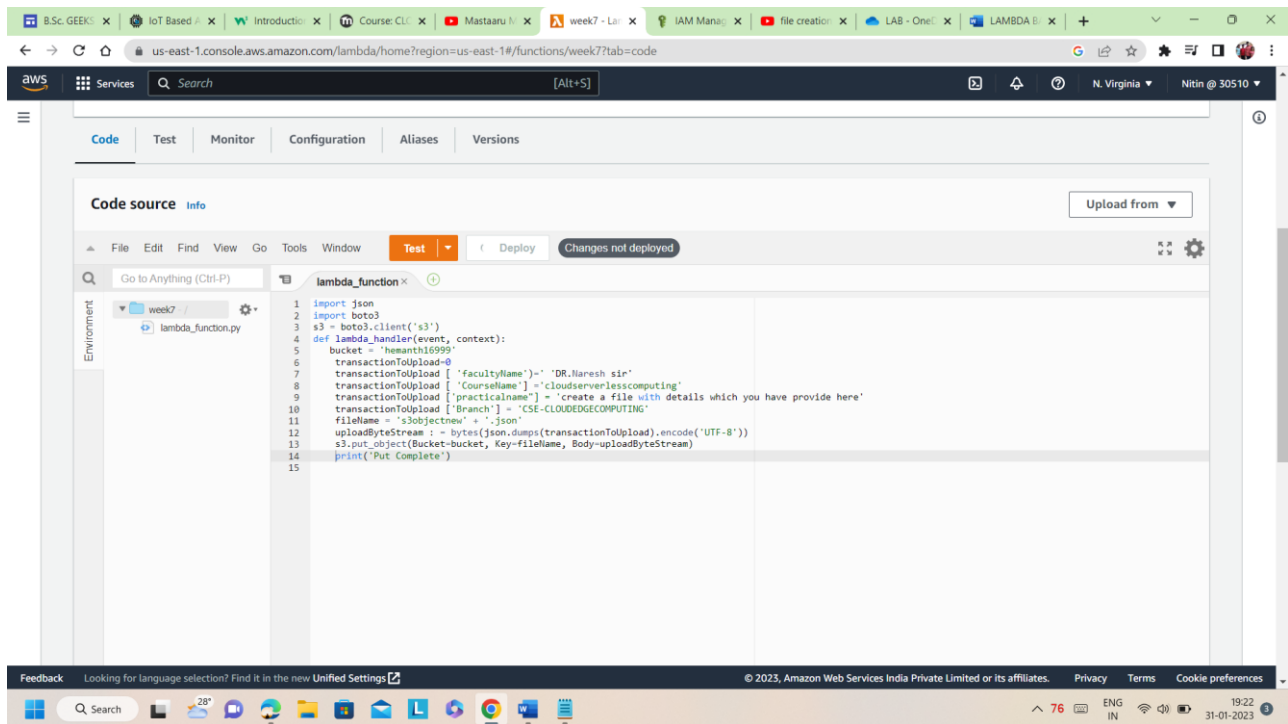 B.Sc. GEEKS
IoT Based A
Introduction
Course: CLC
Mastaaru M
week7 - Lam
IAM Manag
file creation
LAB - OneD
LAMBDA BA
us-east-1.console.aws.amazon.com/lambda/home?region=us-east-1#/functions/week7?tab=code
aws Services Search [Alt+S] N. Virginia Nitin @ 30510
Code Test Monitor Configuration Aliases Versions
Code source Info Upload from
File Edit Find View Go Tools Window Test Deploy Changes not deployed
Go to Anything (Ctrl-P) lambda_function
Environment
week7 /
lambda_function.py
1 import json
2 import boto3
3 s3 = boto3.client('s3')
4 def lambda_handler(event, context):
5 bucket = 'hemanth16999'
6 transactionToUpload=0
7 transactionToUpload [ 'facultyName')=' 'DR.Naresh sir'
8 transactionToUpload [ 'CourseName'] ='cloudserverlesscomputing'
9 transactionToUpload ['practicalname"] = 'create a file with details which you have provide here'
10 transactionToUpload ['Branch'] = 'CSE-CLOUDEDGECOMPUTING'
11 fileName = 's3objectnew' + '.json'
12 uploadByteStream : = bytes(json.dumps(transactionToUpload).encode('UTF-8'))
13 s3.put_object(Bucket=bucket, Key=fileName, Body=uploadByteStream)
14 print('Put Complete')
15
Feedback Looking for language selection? Find it in the new Unified Settings © 2023, Amazon Web Services India Private Limited or its affiliates. Privacy Terms Cookie preferences
Search 28° 76 ENG IN 19:22 31-01-2023 3